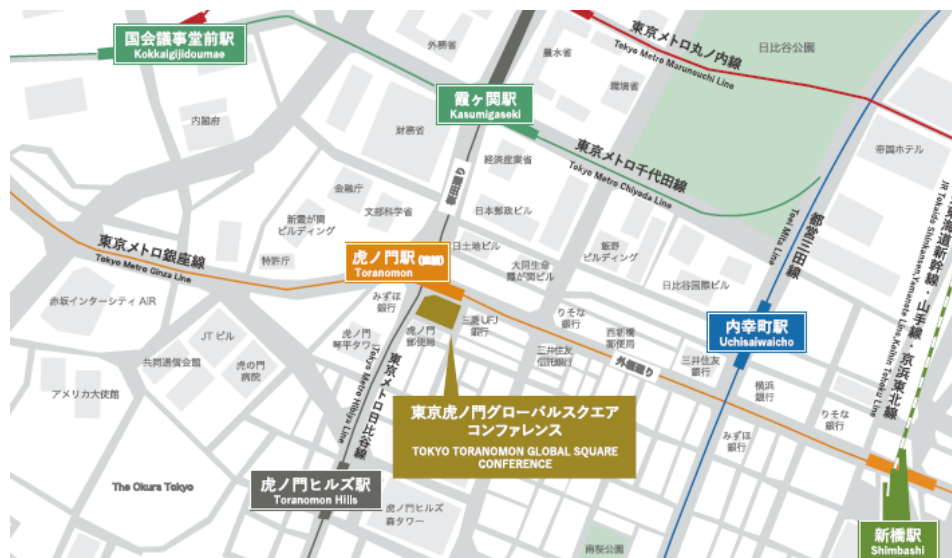 国会議事堂前駅
Kokkaigijidoumae
外務省
農水省
東京メトロ丸ノ内線
Tokyo Metro Marunouchi Line
日比谷公園
環境省
内閣府
霞ヶ関駅
Kasumigaseki
財務省
経済産業省
東京メトロ千代田線
Tokyo Metro Chiyoda Line
帝国ホテル
金融庁
文部科学省
日本郵政ビル
新霞が関
ビルディング
桜田通り
都営三田線
Toei Mita Line
東海道新幹線・山手線・京浜東北線
JR Tokaido Shinkansen,Yamanote Line,Keihin Tohoku Line
東京メトロ銀座線
Tokyo Metro Ginza Line
特許庁
虎ノ門駅
Toranomon
日土地ビル
大同生命
霞が関ビル
飯野
ビルディング
日比谷国際ビル
赤坂インターシティ AIR
JT ビル
共同通信会館
虎の門
病院
みずほ
銀行
虎ノ門
琴平タワー
虎ノ門
郵便局
三菱UFJ
銀行
りそな
銀行
西新橋
郵便局
三井住友
信託銀行
外堀通り
三井住友
銀行
内幸町駅
Uchisaiwaicho
横浜
銀行
りそな
銀行
みずほ
銀行
アメリカ大使館
東京メトロ日比谷線
Tokyo Metro Hibiya Line
東京虎ノ門グローバルスクエア
コンファレンス
TOKYO TORANOMON GLOBAL SQUARE
CONFERENCE
The Okura Tokyo
虎ノ門ヒルズ駅
Toranomon Hills
虎ノ門ヒルズ
森タワー
南桜公園
新橋駅
Shimbashi